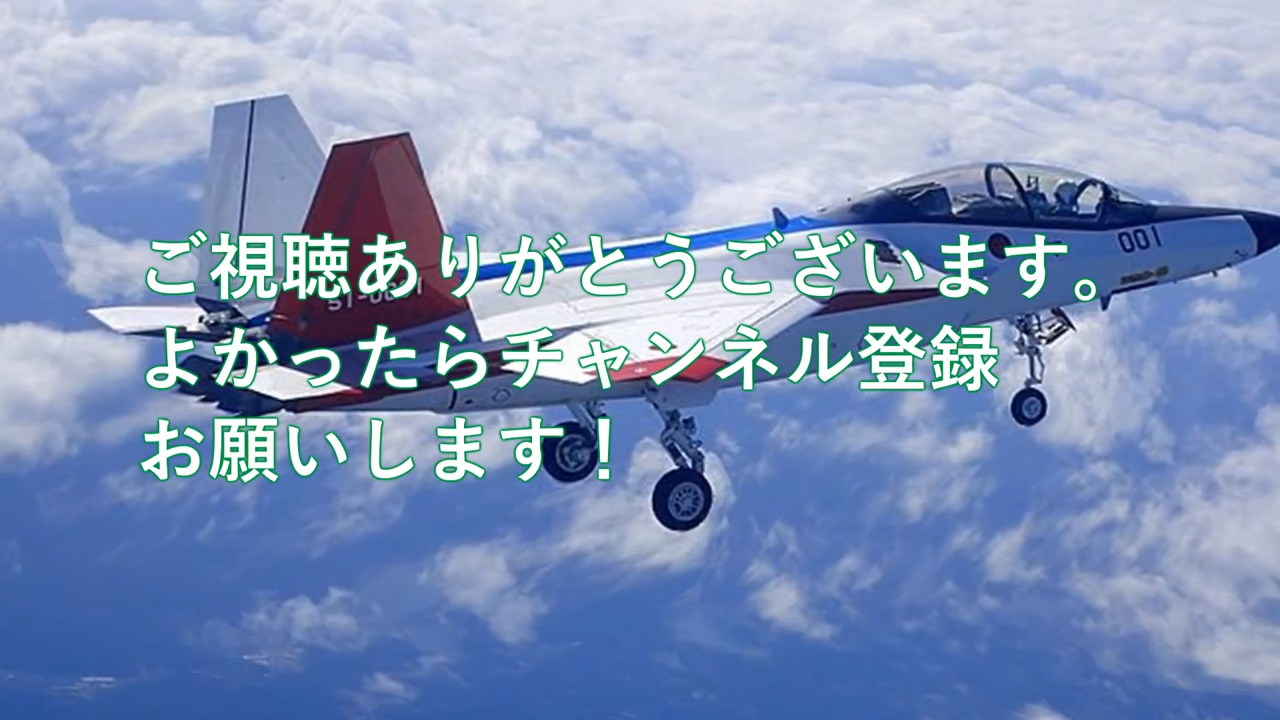 ご視聴ありがとうございます。
よかったらチャンネル登録
お願いします！
001